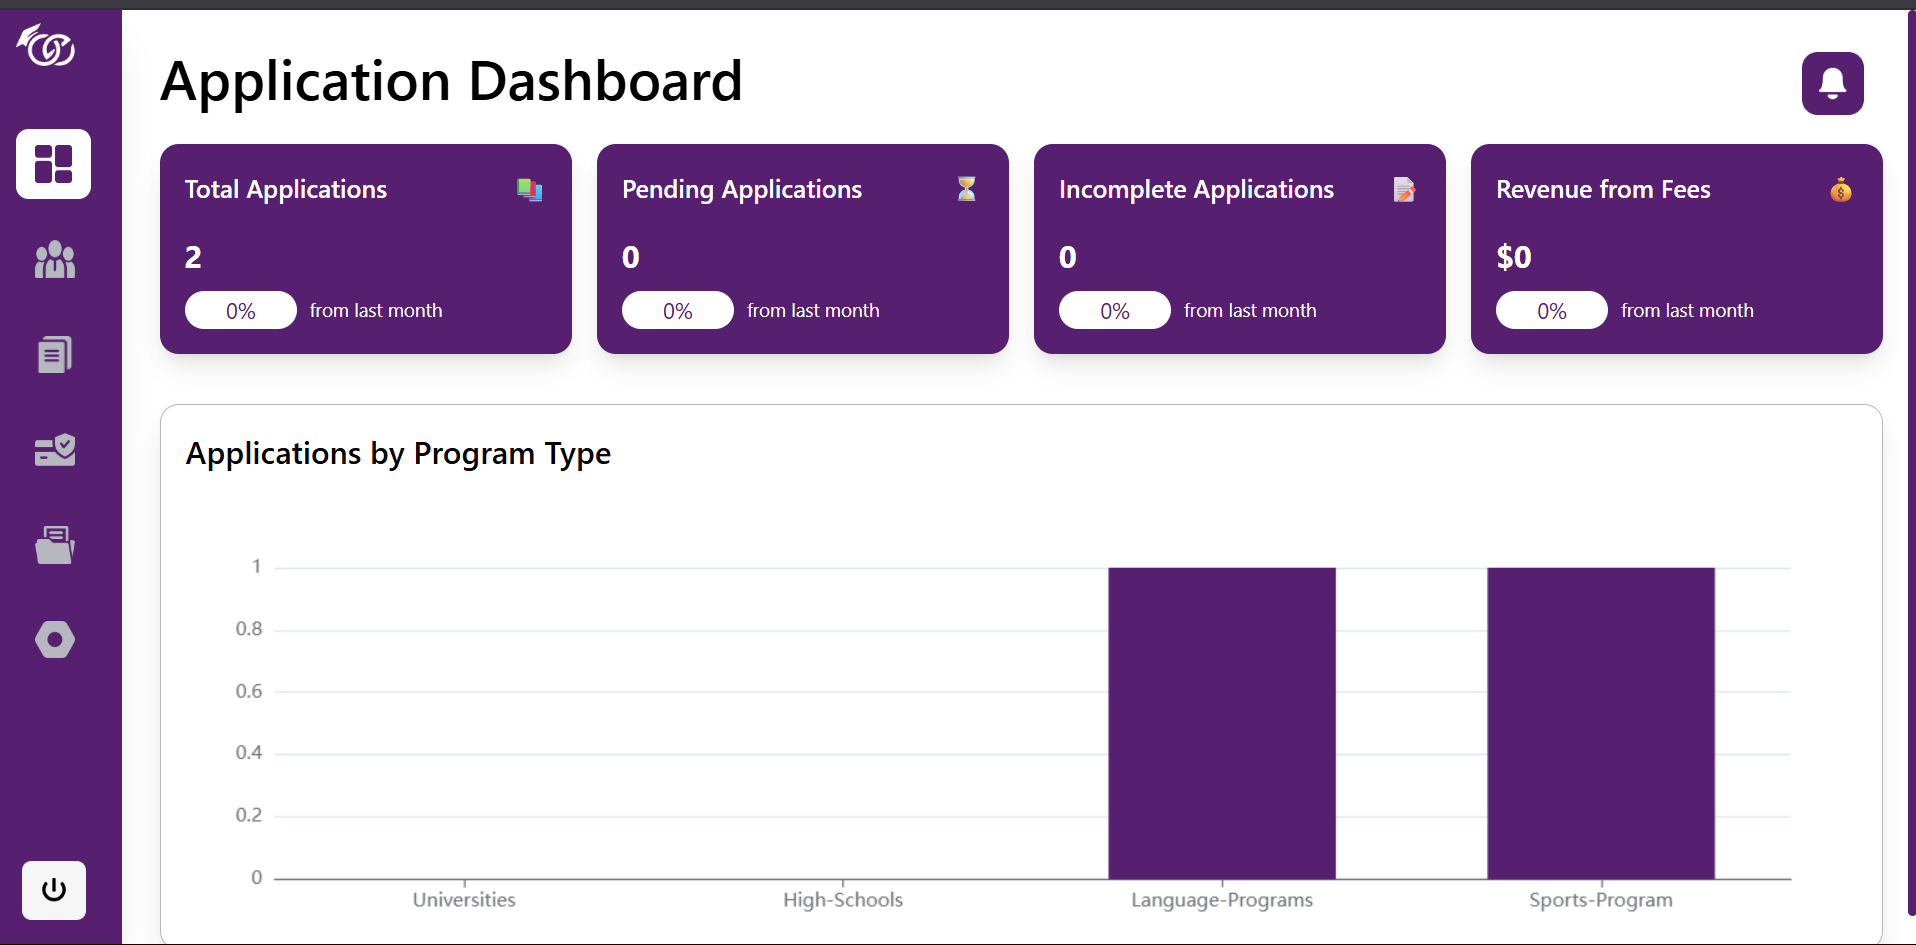 Application Dashboard
Total Applications
2
0% from last month
Pending Applications
0
0% from last month
Incomplete Applications
0
0% from last month
Revenue from Fees
$0
0% from last month
Applications by Program Type
1
0.8
0.6
0.4
0.2
0
Universities
High-Schools
Language-Programs
Sports-Program